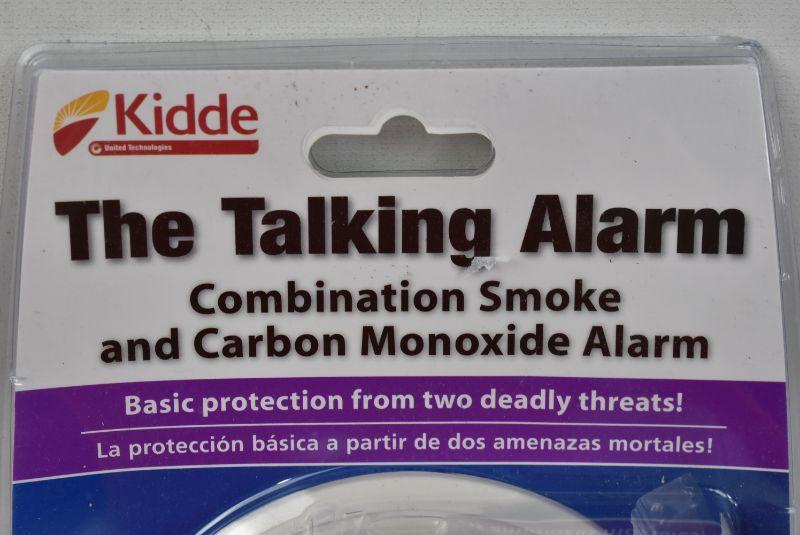 Kidde
United Technologies
The Talking Alarm
Combination Smoke
and Carbon Monoxide Alarm
Basic protection from two deadly threats!
La protección básica a partir de dos amenazas mortales!